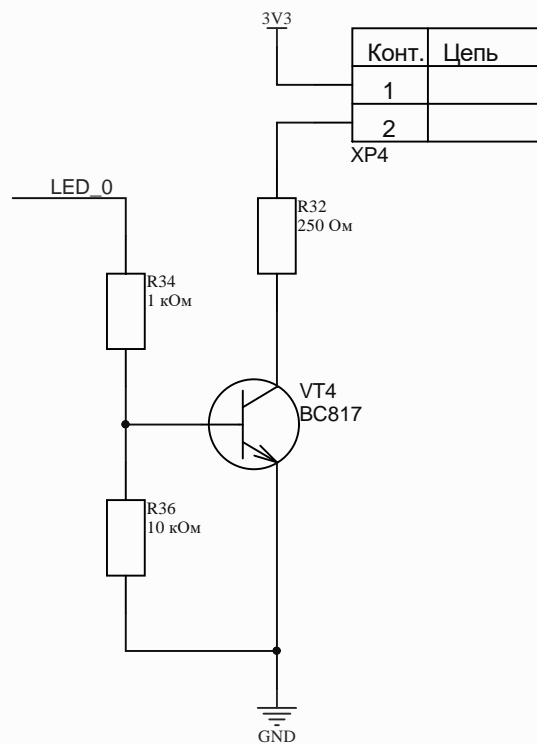 3V3
Конт. Цепь
1
2
XP4
LED_0
R32
250 Ом
R34
1 кОм
VT4
BC817
R36
10 кОм
GND